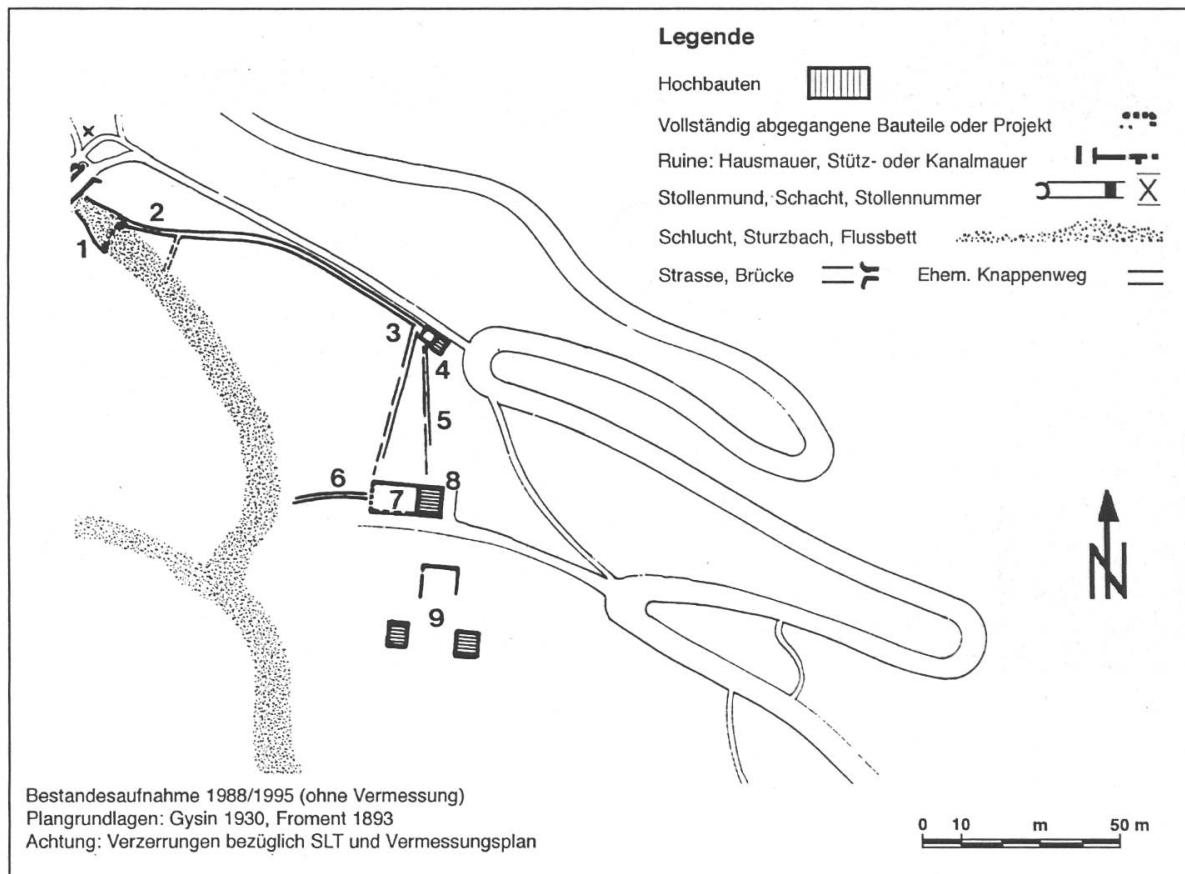 Legende
Hochbauten
Vollständig abgegangene Bauteile oder Projekt
Ruine: Hausmauer, Stütz- oder Kanalmauer
Stollenmund, Schacht, Stollennummer
X
Schlucht, Sturzbach, Flussbett
Strasse, Brücke
Ehem. Knappenweg
x
1
2
3
4
5
6
7
8
9
N
Bestandesaufnahme 1988/1995 (ohne Vermessung)
Plangrundlagen: Gysin 1930, Froment 1893
Achtung: Verzerrungen bezüglich SLT und Vermessungsplan
0 10 m 50 m